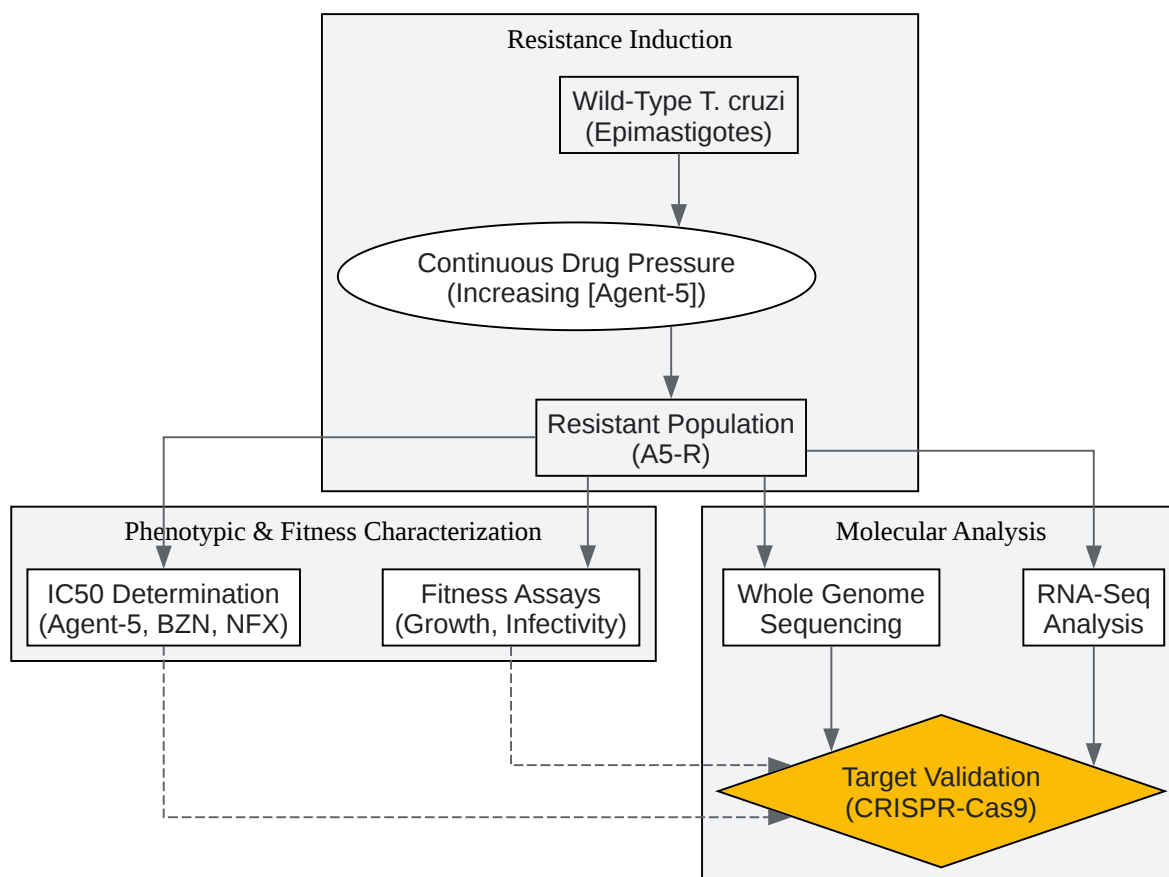 Resistance Induction
Wild-Type T. cruzi
(Epimastigotes)
Continuous Drug Pressure
(Increasing [Agent-5])
Resistant Population
(A5-R)
Phenotypic & Fitness Characterization
IC50 Determination
(Agent-5, BZN, NFX)
Fitness Assays
(Growth, Infectivity)
Molecular Analysis
Whole Genome
Sequencing
RNA-Seq
Analysis
Target Validation
(CRISPR-Cas9)